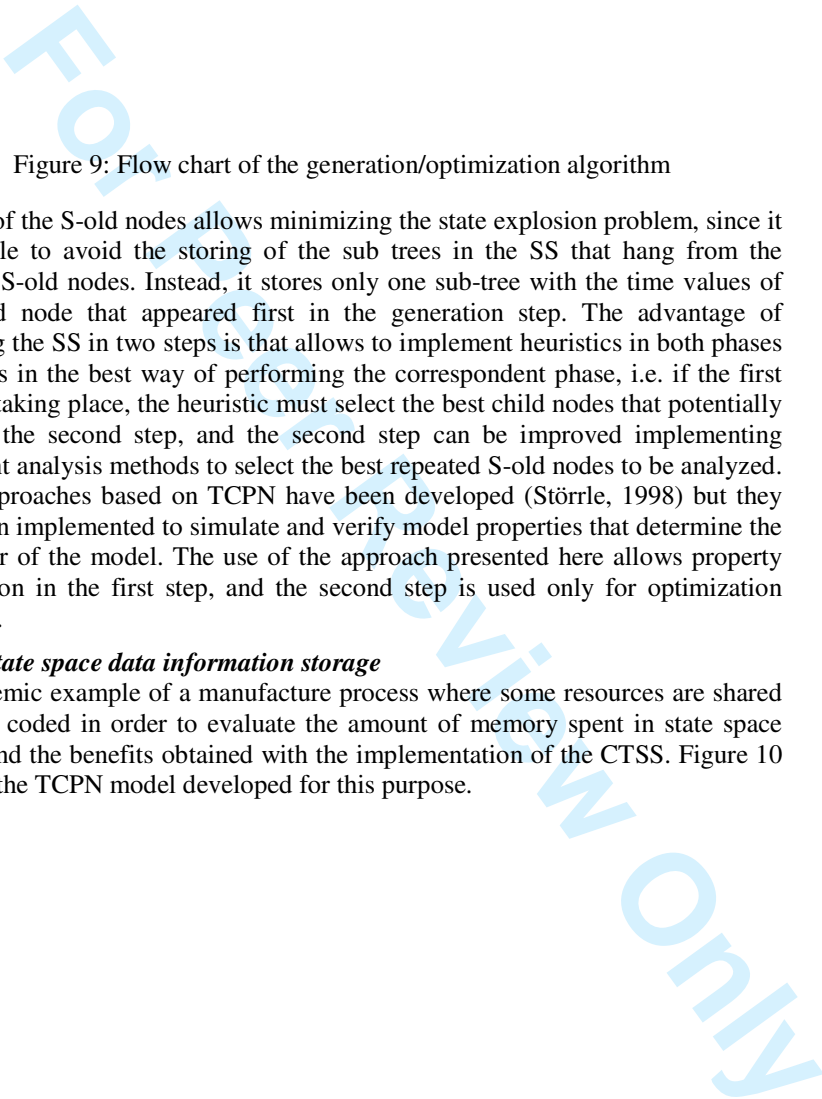 Figure 9: Flow chart of the generation/optimization algorithm
of the S-old nodes allows minimizing the state explosion problem, since it
le to avoid the storing of the sub trees in the SS that hang from the
S-old nodes. Instead, it stores only one sub-tree with the time values of
d node that appeared first in the generation step. The advantage of
g the SS in two steps is that allows to implement heuristics in both phases
s in the best way of performing the correspondent phase, i.e. if the first
taking place, the heuristic must select the best child nodes that potentially
the second step, and the second step can be improved implementing
nt analysis methods to select the best repeated S-old nodes to be analyzed.
proaches based on TCPN have been developed (Störrle, 1998) but they
n implemented to simulate and verify model properties that determine the
r of the model. The use of the approach presented here allows property
on in the first step, and the second step is used only for optimization
.
tate space data information storage
emic example of a manufacture process where some resources are shared
coded in order to evaluate the amount of memory spent in state space
nd the benefits obtained with the implementation of the CTSS. Figure 10
the TCPN model developed for this purpose.
For Peer Review Only